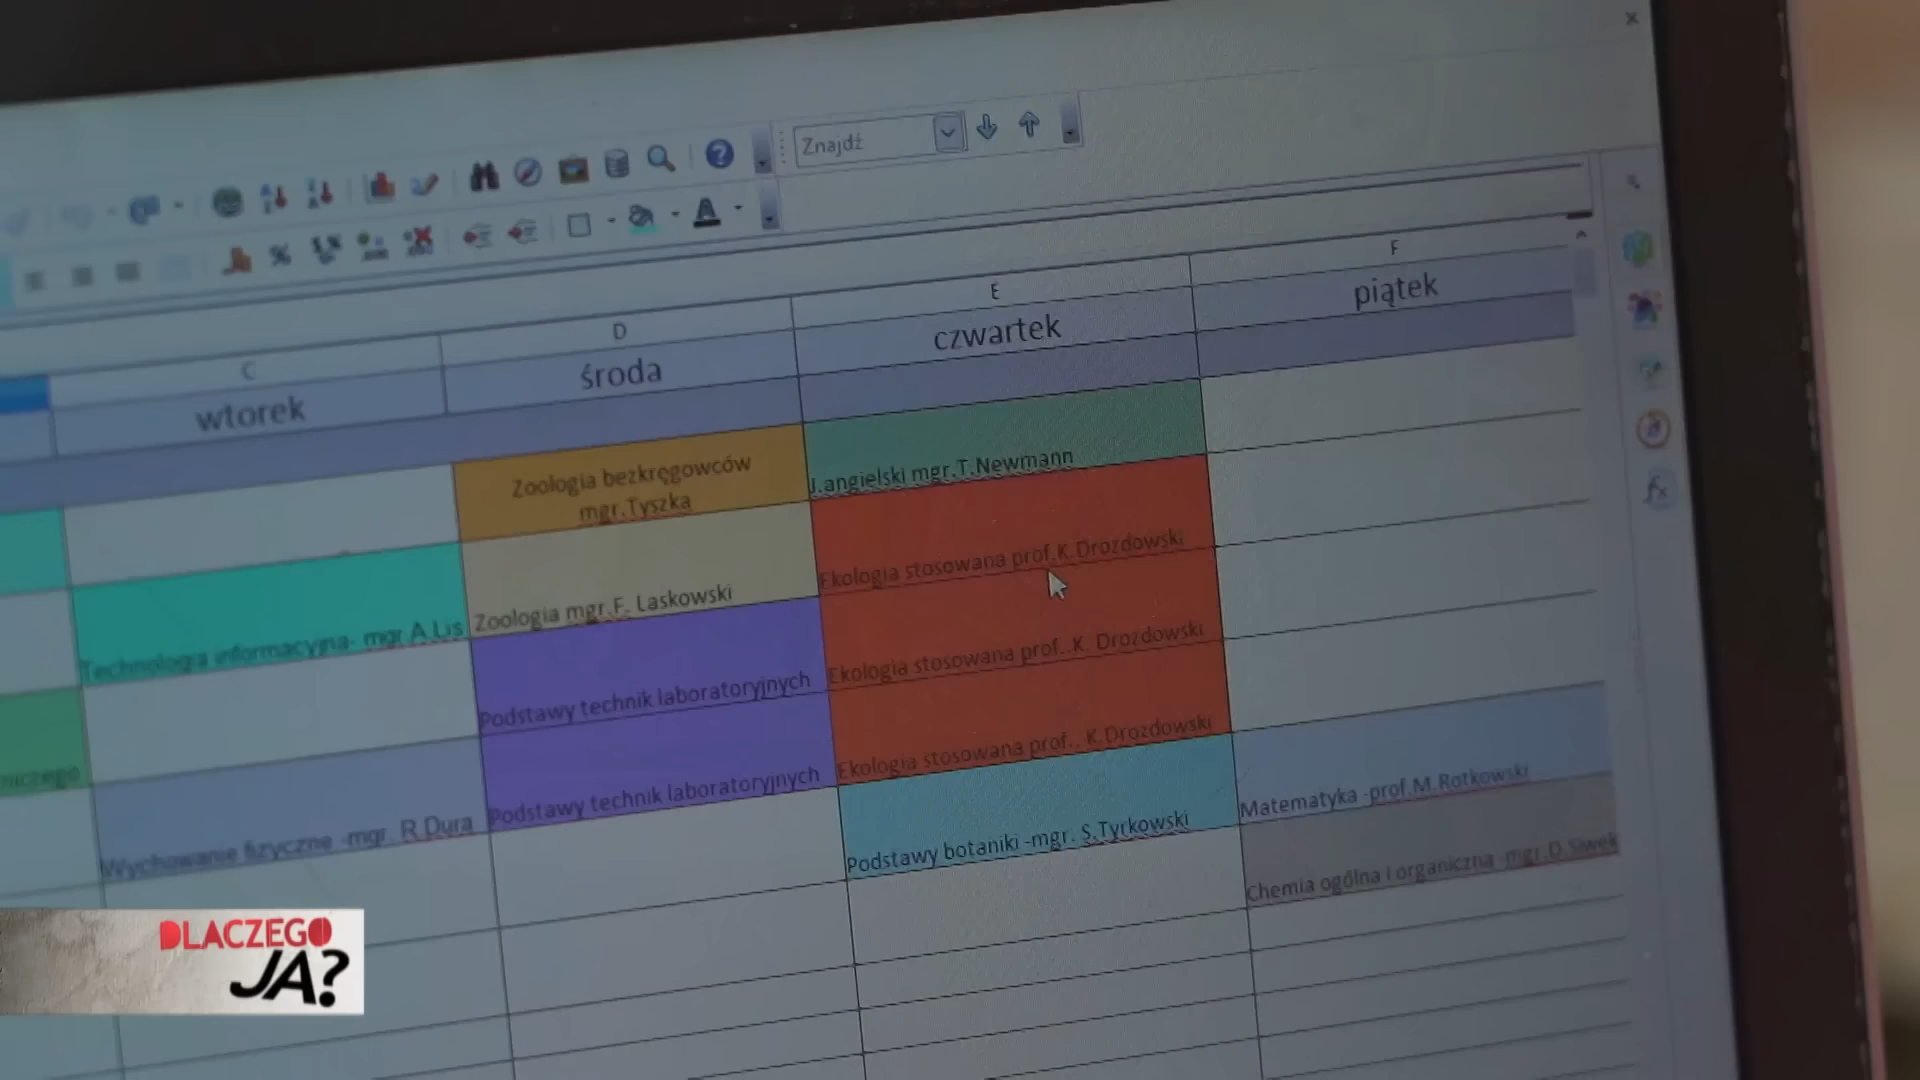 Znajdź
C
D
E
F
wtorek
środa
czwartek
piątek
Zoologia bezkręgowców
mgr.Tyszka
J.angielski mgr.T.Newmann
Ekologia stosowana prof.K.Drozdowski
Technologia informacyjna- mgr.A.Lis
Zoologia mgr.F. Laskowski
Ekologia stosowana prof..K. Drozdowski
Podstawy technik laboratoryjnych
Ekologia stosowana prof.. K.Drozdowski
Wychowanie fizyczne -mgr. R.Dura
Podstawy technik laboratoryjnych
Podstawy botaniki -mgr. S.Tyrkowski
Matematyka -prof.M.Rotkowski
Chemia ogólna i organiczna -mgr.D.Siwek
DLACZEGO
JA?